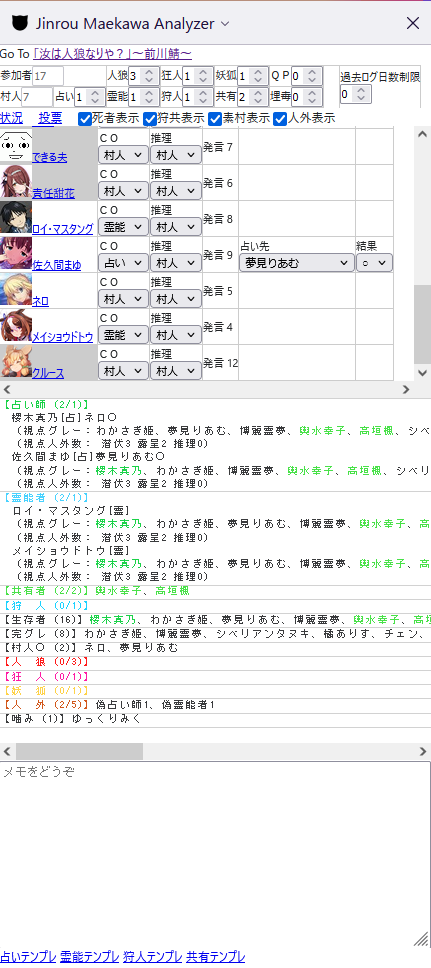 Jinrou Maekawa Analyzer
Go To 「汝は人狼なりや？」～前川鯖～
参加者 17 人狼 3 狂人 1 妖狐 1 ＱＰ 0 過去ログ日数制限
村人 7 占い 1 霊能 1 狩人 1 共有 2 埋毒 0 0
状況 投票 死者表示 狩共表示 素村表示 人外表示
ＣＯ 推理
できる夫 村人 村人 発言 7
ＣＯ 推理
責任甜花 村人 村人 発言 6
ＣＯ 推理
ロイ・マスタング 霊能 村人 発言 8
ＣＯ 推理 占い先 結果
佐久間まゆ 占い 村人 発言 9 夢見りあむ ○
ＣＯ 推理
ネロ 村人 村人 発言 5
ＣＯ 推理
メイショウドトウ 霊能 村人 発言 4
ＣＯ 推理
クルース 村人 村人 発言 12
【占い師 (2/1)】
櫻木真乃[占]ネロ○
(視点グレー：わかさぎ姫、夢見りあむ、博麗霊夢、輿水幸子、高垣楓、シベ
(視点人外数： 潜伏3 露呈2 推理0)
佐久間まゆ[占]夢見りあむ○
(視点グレー：櫻木真乃、わかさぎ姫、博麗霊夢、輿水幸子、高垣楓、シベリ
(視点人外数： 潜伏3 露呈2 推理0)
【霊能者 (2/1)】
ロイ・マスタング[霊]
(視点グレー：櫻木真乃、わかさぎ姫、夢見りあむ、博麗霊夢、輿水幸子、高
(視点人外数： 潜伏3 露呈2 推理0)
メイショウドトウ[霊]
(視点グレー：櫻木真乃、わかさぎ姫、夢見りあむ、博麗霊夢、輿水幸子、高
(視点人外数： 潜伏3 露呈2 推理0)
【共有者 (2/2)】輿水幸子、高垣楓
【狩　人 (0/1)】
【生存者 (16)】櫻木真乃、わかさぎ姫、夢見りあむ、博麗霊夢、輿水幸子、高垣楓
【完グレ (8)】わかさぎ姫、博麗霊夢、シベリアンタヌキ、橘ありす、チェン、
【村人○ (2)】ネロ、夢見りあむ
【人　狼 (0/3)】
【狂　人 (0/1)】
【妖　狐 (0/1)】
【人　外 (2/5)】偽占い師1、偽霊能者1
【噛み (1)】ゆっくりみく
メモをどうぞ
占いテンプレ 霊能テンプレ 狩人テンプレ 共有テンプレ